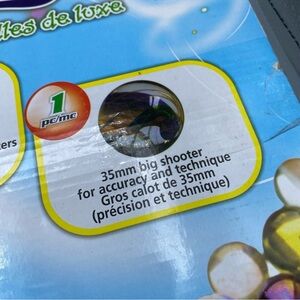 lles de luxe
1
pc/mc
ers
35mm big shooter
for accuracy and technique
Gros calot de 35mm
(précision et technique)